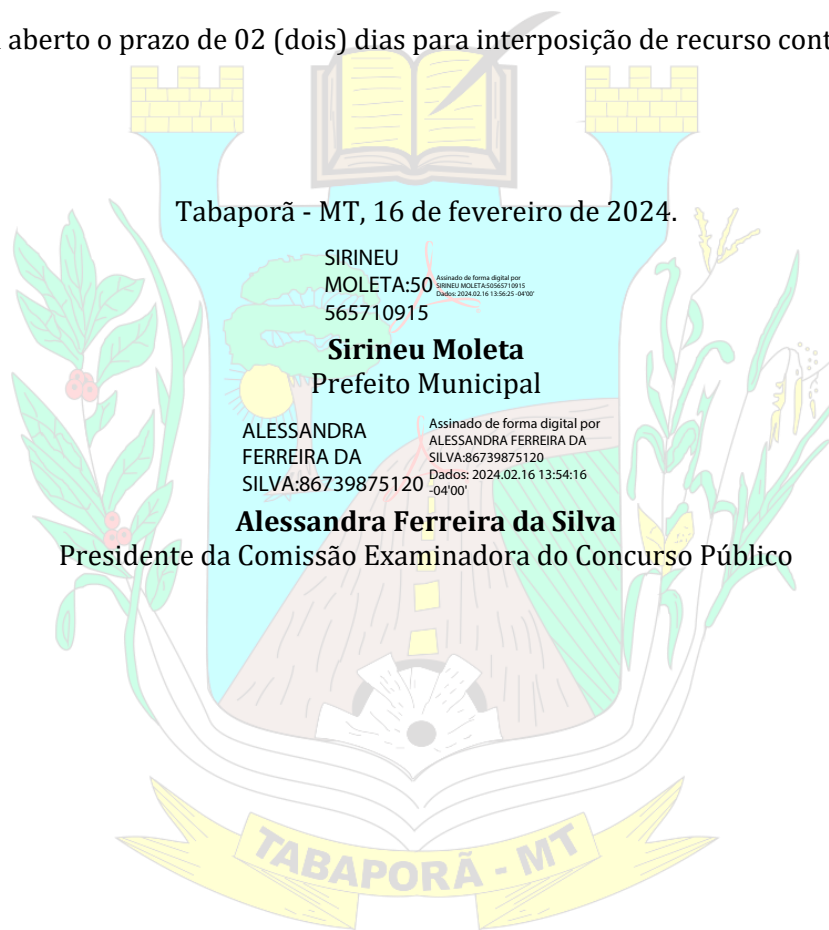 aberto o prazo de 02 (dois) dias para interposição de recurso cont
Tabaporã - MT, 16 de fevereiro de 2024.
SIRINEU
MOLETA:50
565710915
Assinado de forma digital por
SIRINEU MOLETA:50565710915
Dados: 2024.02.16 13:56:25 -04'00'
Sirineu Moleta
Prefeito Municipal
ALESSANDRA
FERREIRA DA
SILVA:86739875120
Assinado de forma digital por
ALESSANDRA FERREIRA DA
SILVA:86739875120
Dados: 2024.02.16 13:54:16
-04'00'
Alessandra Ferreira da Silva
Presidente da Comissão Examinadora do Concurso Público
TABAPORÃ - MT